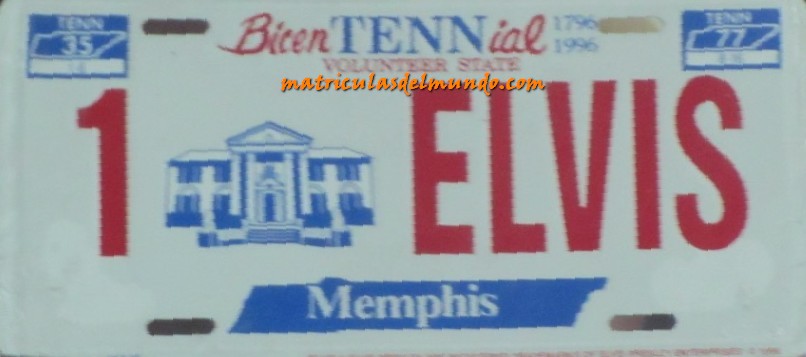 TENN 35
BicenTENNial 1796 1996
TENN 77
VOLUNTEER STATE
matriculasdelmundo.com
1 ELVIS
Memphis